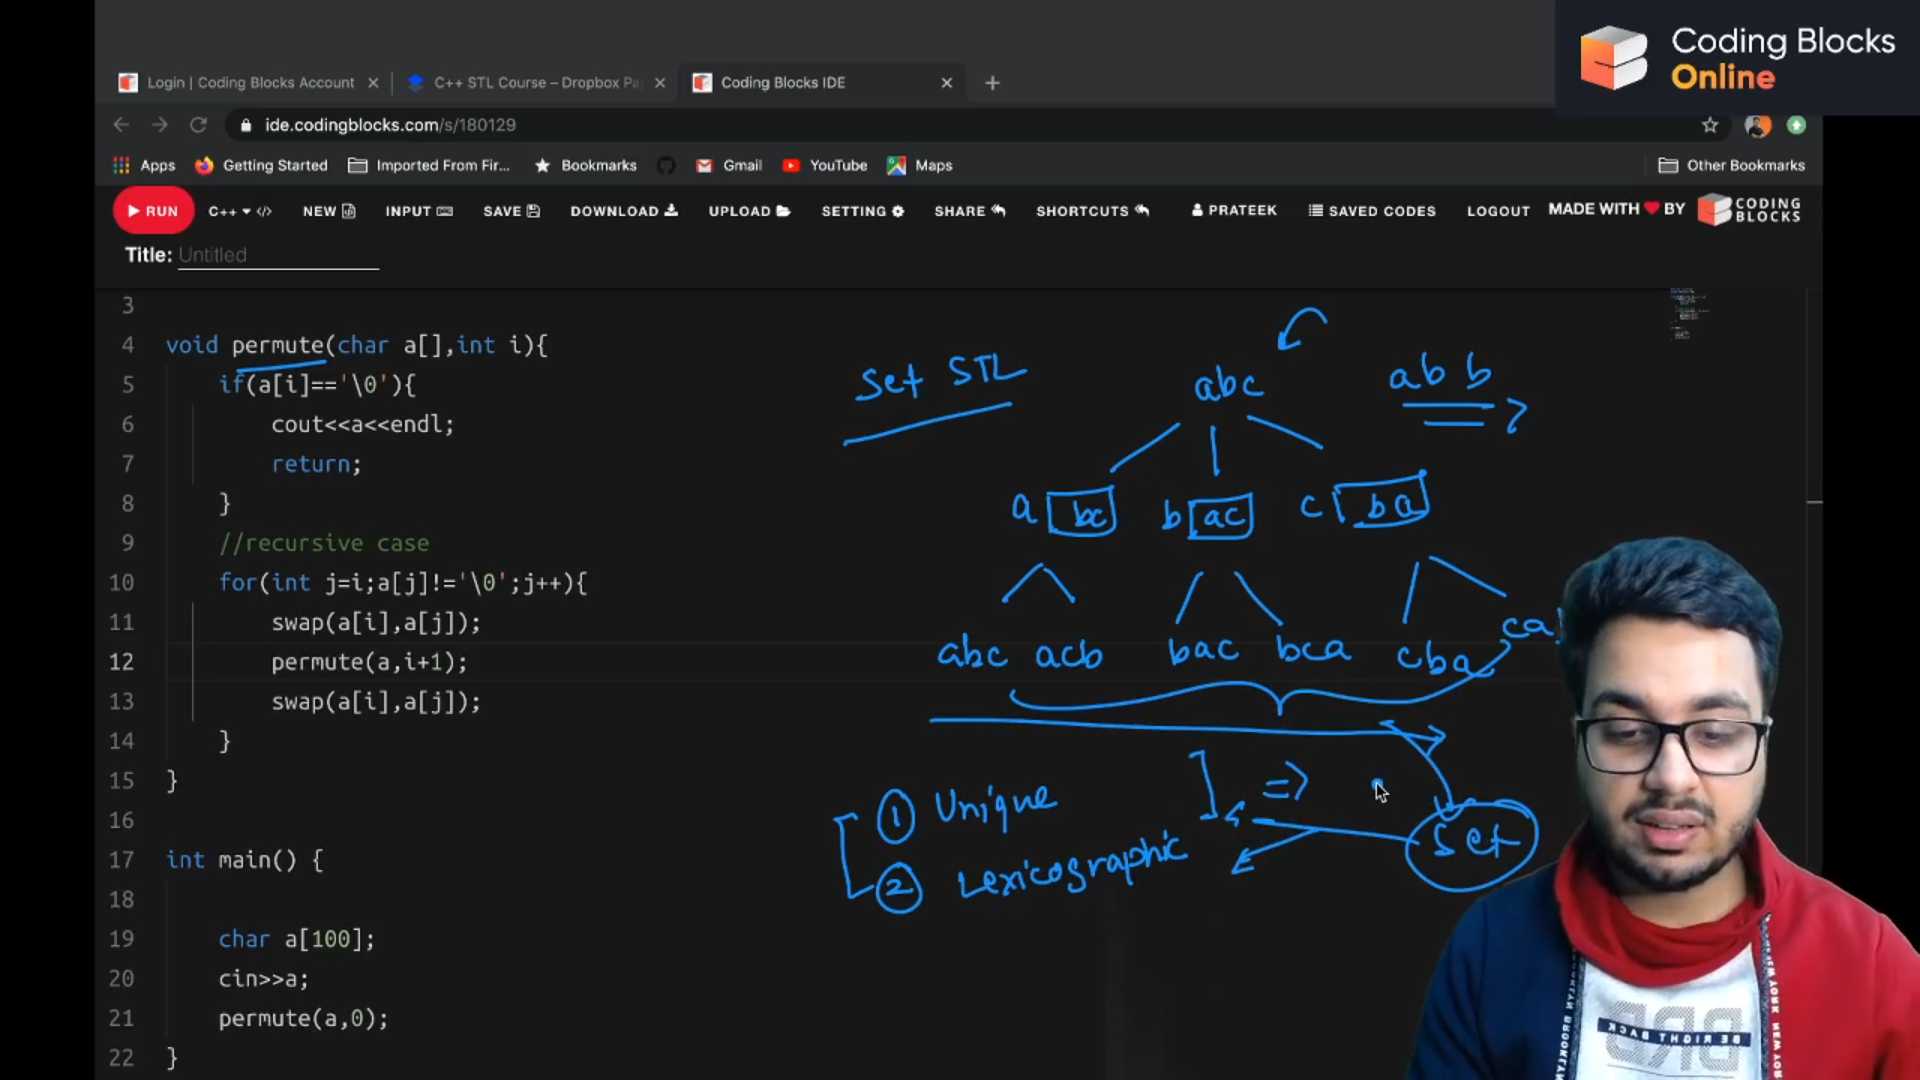 Coding Blocks
Online
Login | Coding Blocks Account
C++ STL Course – Dropbox Pa
Coding Blocks IDE
ide.codingblocks.com/s/180129
Apps
Getting Started
Imported From Fir...
Bookmarks
Gmail
YouTube
Maps
Other Bookmarks
RUN
C++
NEW
INPUT
SAVE
DOWNLOAD
UPLOAD
SETTING
SHARE
SHORTCUTS
PRATEEK
SAVED CODES
LOGOUT
MADE WITH ❤ BY
CODING
BLOCKS
Title: Untitled
3
4 void permute(char a[],int i){
5 if(a[i]=='\0'){
6 cout<<a<<endl;
7 return;
8 }
9 //recursive case
10 for(int j=i;a[j]!='\0';j++){
11 swap(a[i],a[j]);
12 permute(a,i+1);
13 swap(a[i],a[j]);
14 }
15 }
16
17 int main() {
18
19 char a[100];
20 cin>>a;
21 permute(a,0);
22 }
Set STL
abc
abb ?
a bc
b ac
c ba
abc acb bac bca cba
① Unique
② Lexicographic
=>
Set